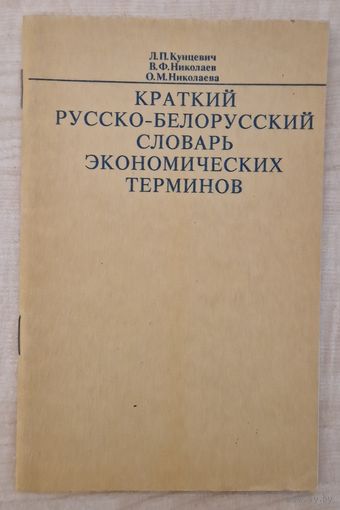 Л.П.Кунцевич
В.Ф.Николаев
О.М.Николаева
КРАТКИЙ
РУССКО-БЕЛОРУССКИЙ
СЛОВАРЬ
ЭКОНОМИЧЕСКИХ
ТЕРМИНОВ